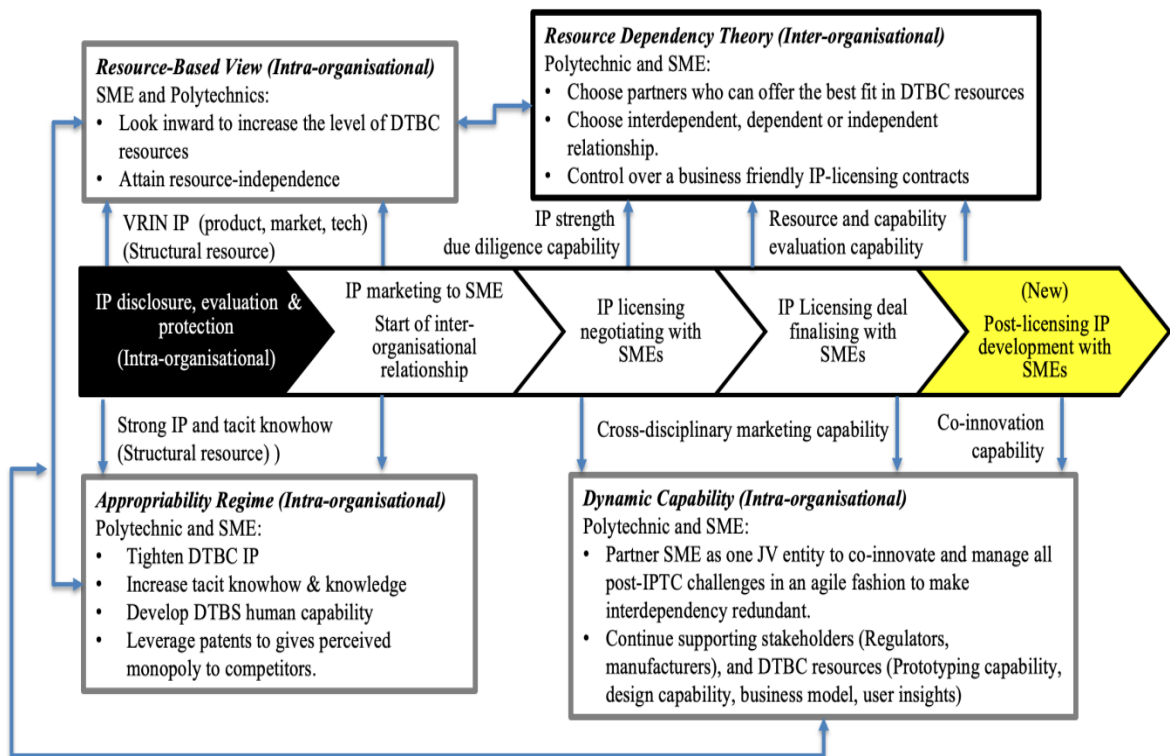 Resource-Based View (Intra-organisational)
SME and Polytechnics:
• Look inward to increase the level of DTBC
resources
• Attain resource-independence
Resource Dependency Theory (Inter-organisational)
Polytechnic and SME:
• Choose partners who can offer the best fit in DTBC resources
• Choose interdependent, dependent or independent
relationship.
• Control over a business friendly IP-licensing contracts
VRIN IP (product, market, tech)
(Structural resource)
IP strength
due diligence capability
Resource and capability
evaluation capability
IP disclosure, evaluation &
protection
(Intra-organisational)
IP marketing to SME
Start of inter-
organisational
relationship
IP licensing
negotiating with
SMEs
IP Licensing deal
finalising with
SMEs
(New)
Post-licensing IP
development with
SMEs
Strong IP and tacit knowhow
(Structural resource) )
Cross-disciplinary marketing capability
Co-innovation
capability
Appropriability Regime (Intra-organisational)
Polytechnic and SME:
• Tighten DTBC IP
• Increase tacit knowhow & knowledge
• Develop DTBS human capability
• Leverage patents to gives perceived
monopoly to competitors.
Dynamic Capability (Intra-organisational)
Polytechnic and SME:
• Partner SME as one JV entity to co-innovate and manage all
post-IPTC challenges in an agile fashion to make
interdependency redundant.
• Continue supporting stakeholders (Regulators,
manufacturers), and DTBC resources (Prototyping capability,
design capability, business model, user insights)